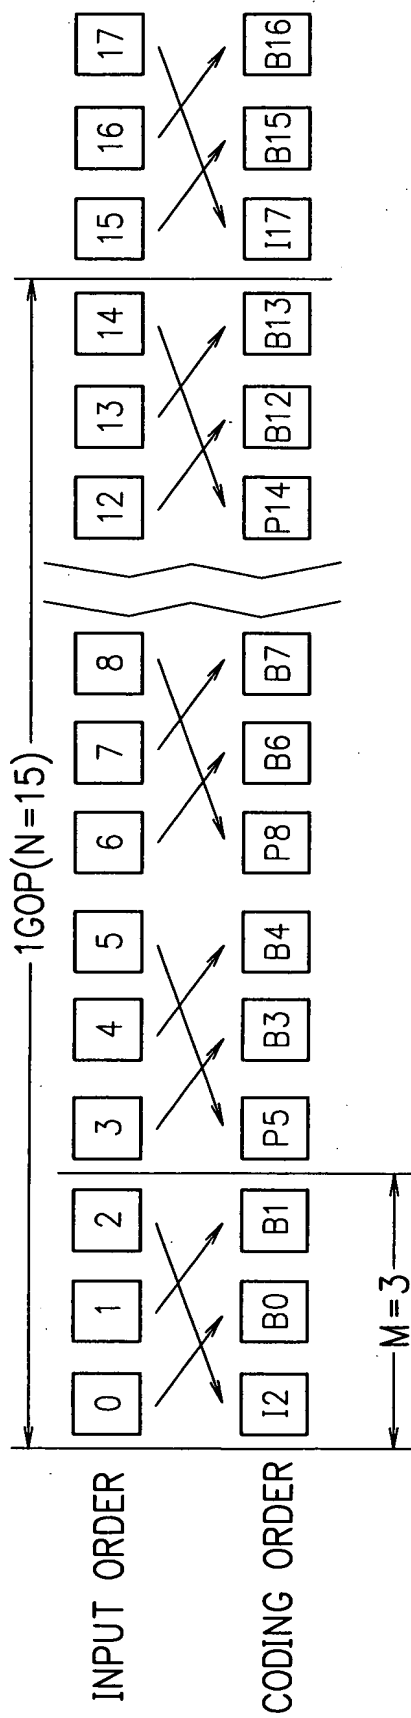 1GOP(N=15)
INPUT ORDER 0 1 2 3 4 5 6 7 8 12 13 14 15 16 17
CODING ORDER I2 B0 B1 P5 B3 B4 P8 B6 B7 P14 B12 B13 I17 B15 B16
M=3